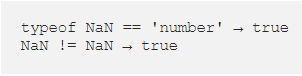 typeof NaN == 'number' → true
NaN != NaN → true